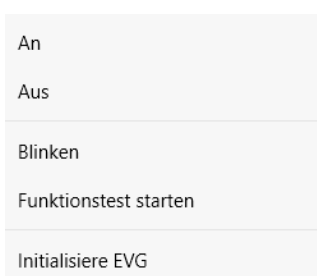 An
Aus
Blinken
Funktionstest starten
Initialisiere EVG